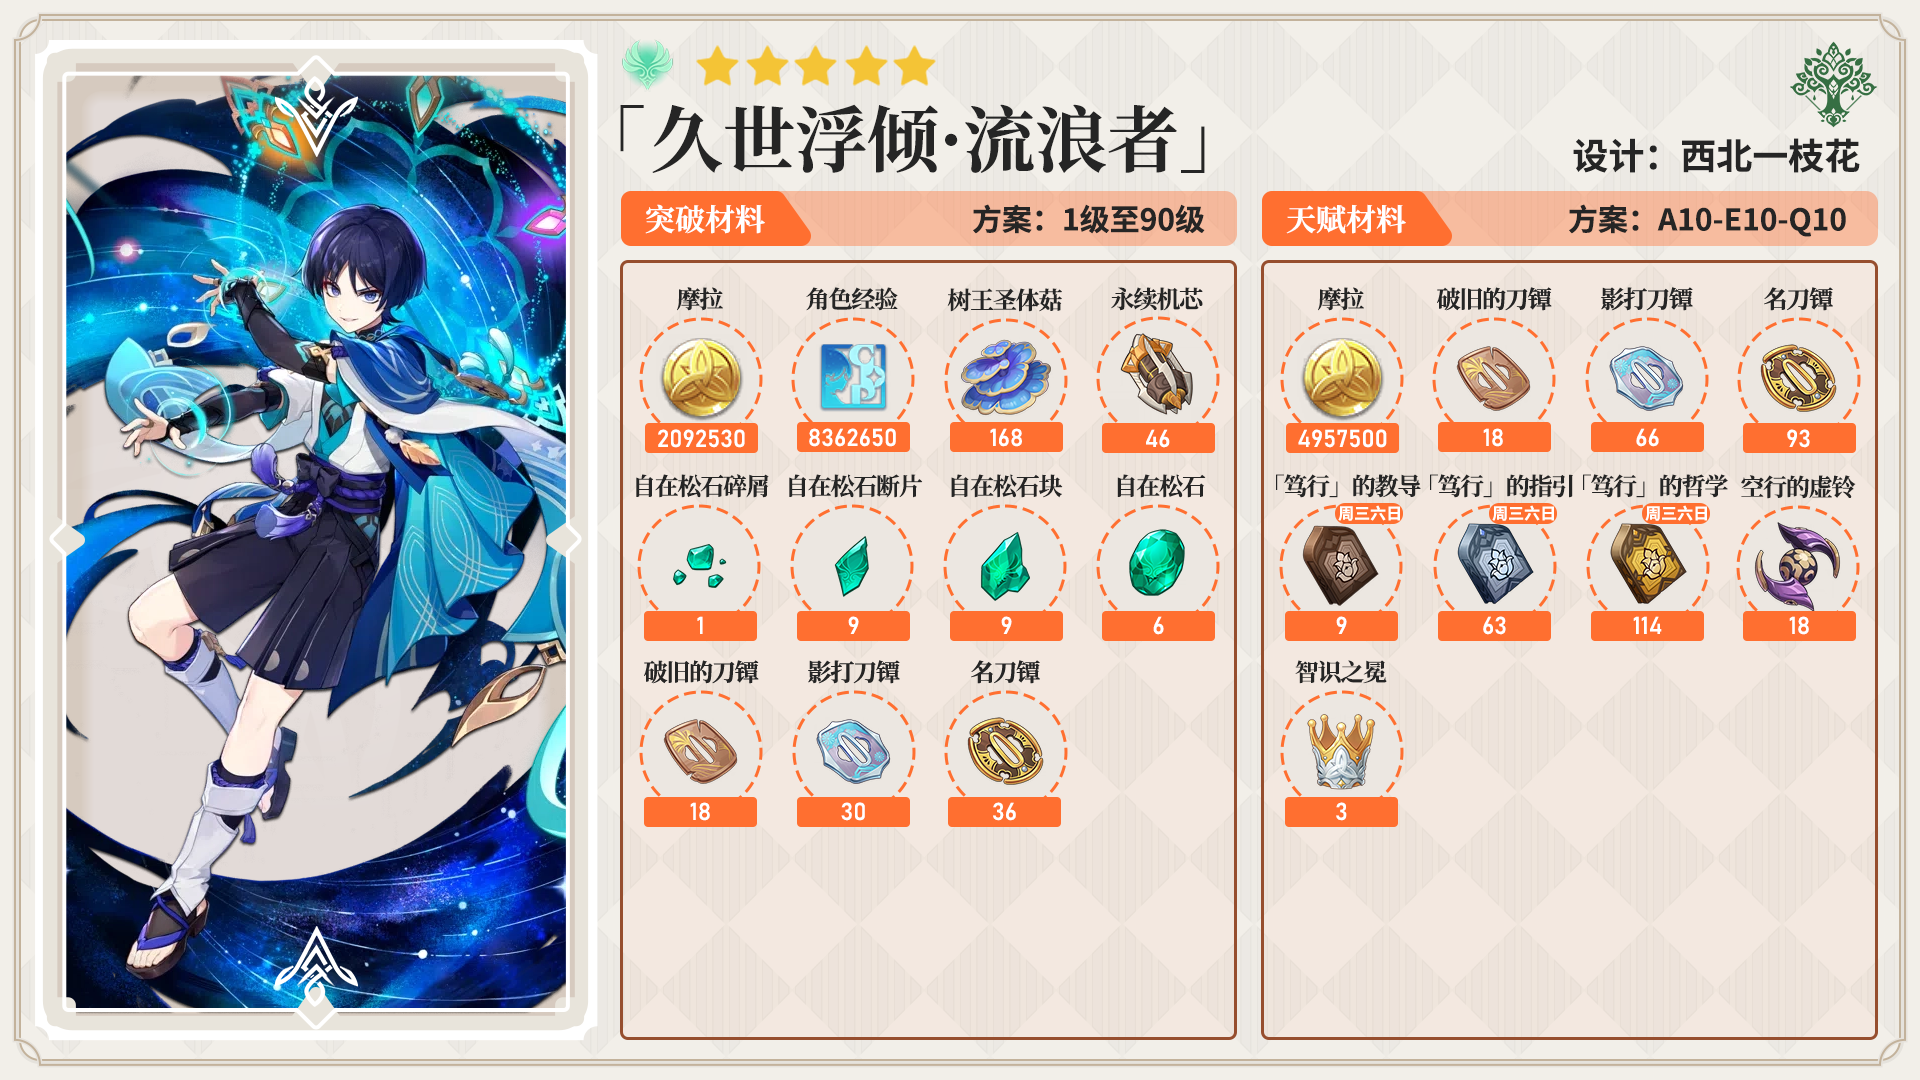 「久世浮倾·流浪者」
设计：西北一枝花
突破材料
方案：1级至90级
摩拉
角色经验
树王圣体菇
永续机芯
2092530
8362650
168
46
自在松石碎屑
自在松石断片
自在松石块
自在松石
1
9
9
6
破旧的刀镡
影打刀镡
名刀镡
18
30
36
天赋材料
方案：A10-E10-Q10
摩拉
破旧的刀镡
影打刀镡
名刀镡
4957500
18
66
93
「笃行」的教导
「笃行」的指引
「笃行」的哲学
空行的虚铃
周三六日
周三六日
周三六日
9
63
114
18
智识之冕
3